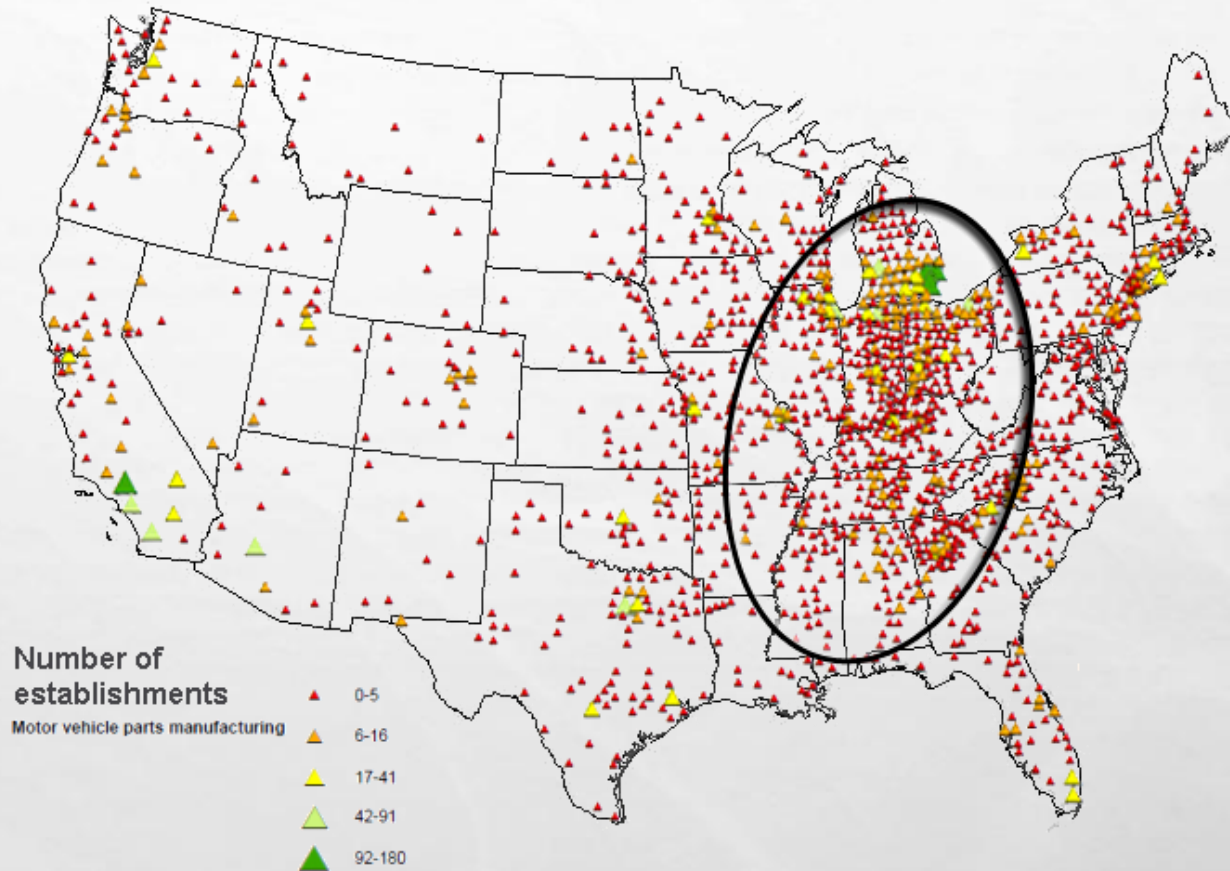 Number of
establishments
Motor vehicle parts manufacturing
0-5
6-16
17-41
42-91
92-180